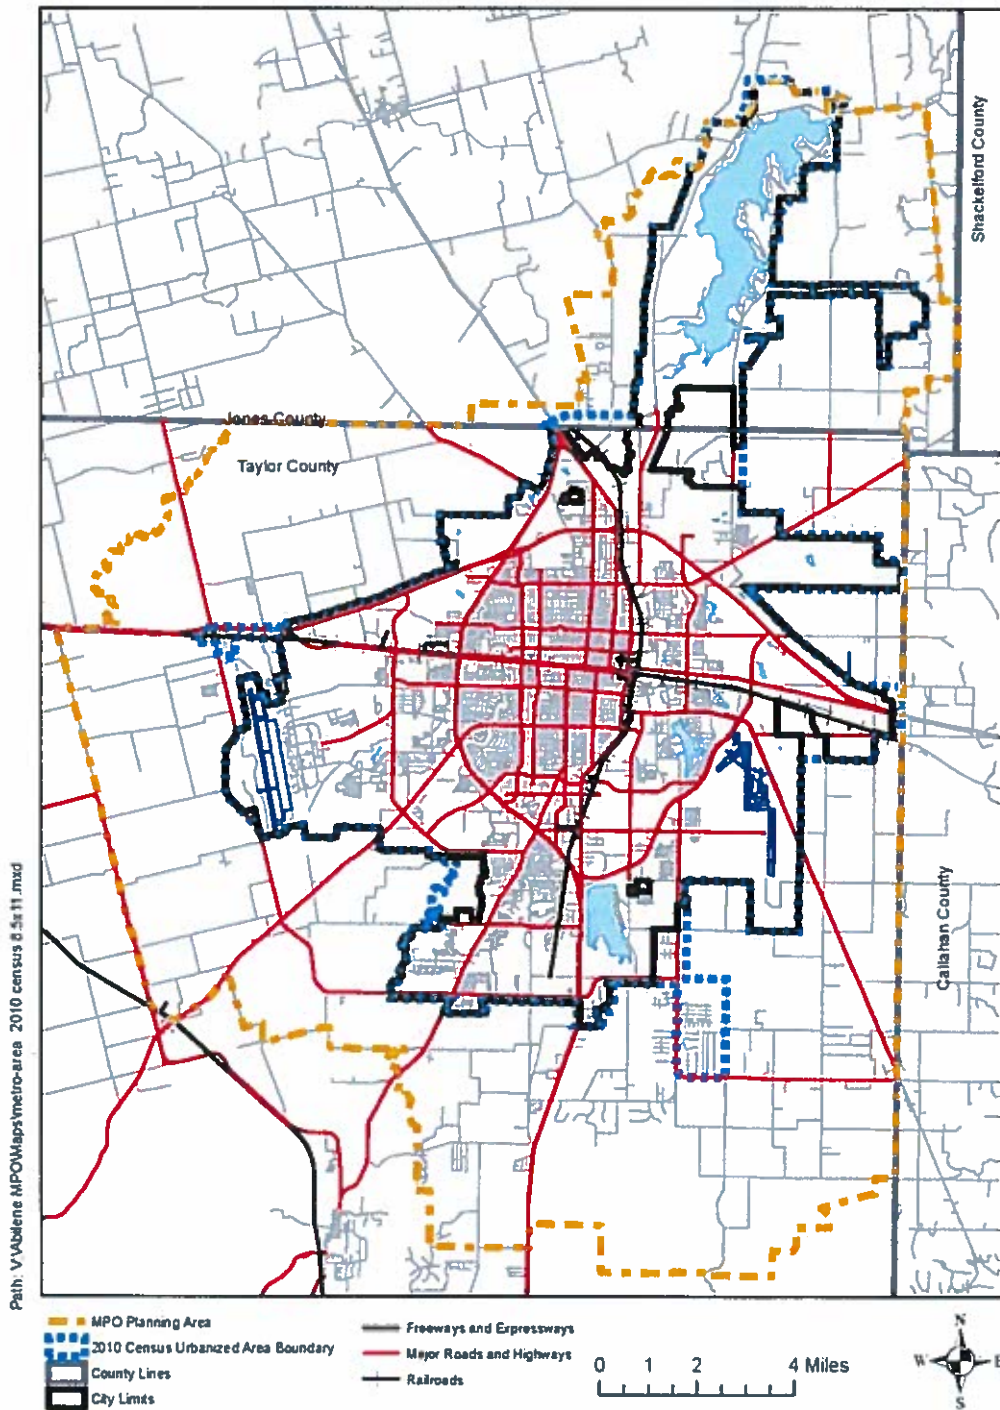 Shackelford County
Jones County
Taylor County
Callahan County
Path: V:\Abilene MPO\Maps\metro-area 2010 census 8.5x11.mxd
MPO Planning Area
2010 Census Urbanized Area Boundary
County Lines
City Limits
Freeways and Expressways
Major Roads and Highways
Railroads
0 1 2 4 Miles
N
W E
S